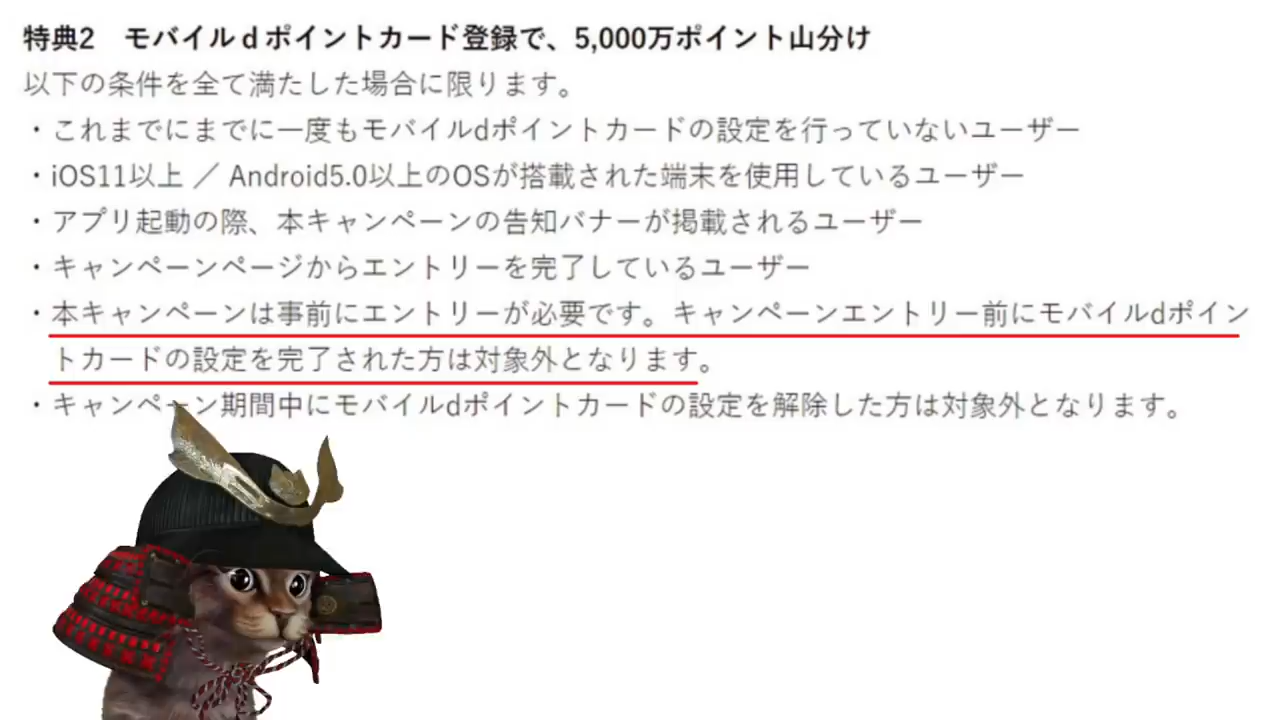 特典2　モバイルｄポイントカード登録で、5,000万ポイント山分け
以下の条件を全て満たした場合に限ります。
・これまでにまでに一度もモバイルdポイントカードの設定を行っていないユーザー
・iOS11以上 ／ Android5.0以上のOSが搭載された端末を使用しているユーザー
・アプリ起動の際、本キャンペーンの告知バナーが掲載されるユーザー
・キャンペーンページからエントリーを完了しているユーザー
・本キャンペーンは事前にエントリーが必要です。キャンペーンエントリー前にモバイルdポイン
トカードの設定を完了された方は対象外となります。
・キャンペーン期間中にモバイルdポイントカードの設定を解除した方は対象外となります。